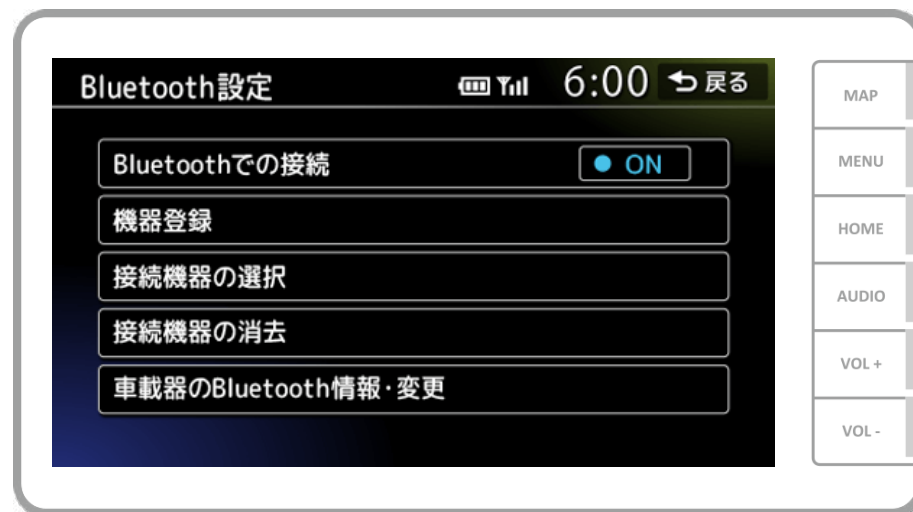 Bluetooth設定 6:00 戻る
Bluetoothでの接続 ON
機器登録
接続機器の選択
接続機器の消去
車載器のBluetooth情報・変更
MAP
MENU
HOME
AUDIO
VOL +
VOL -